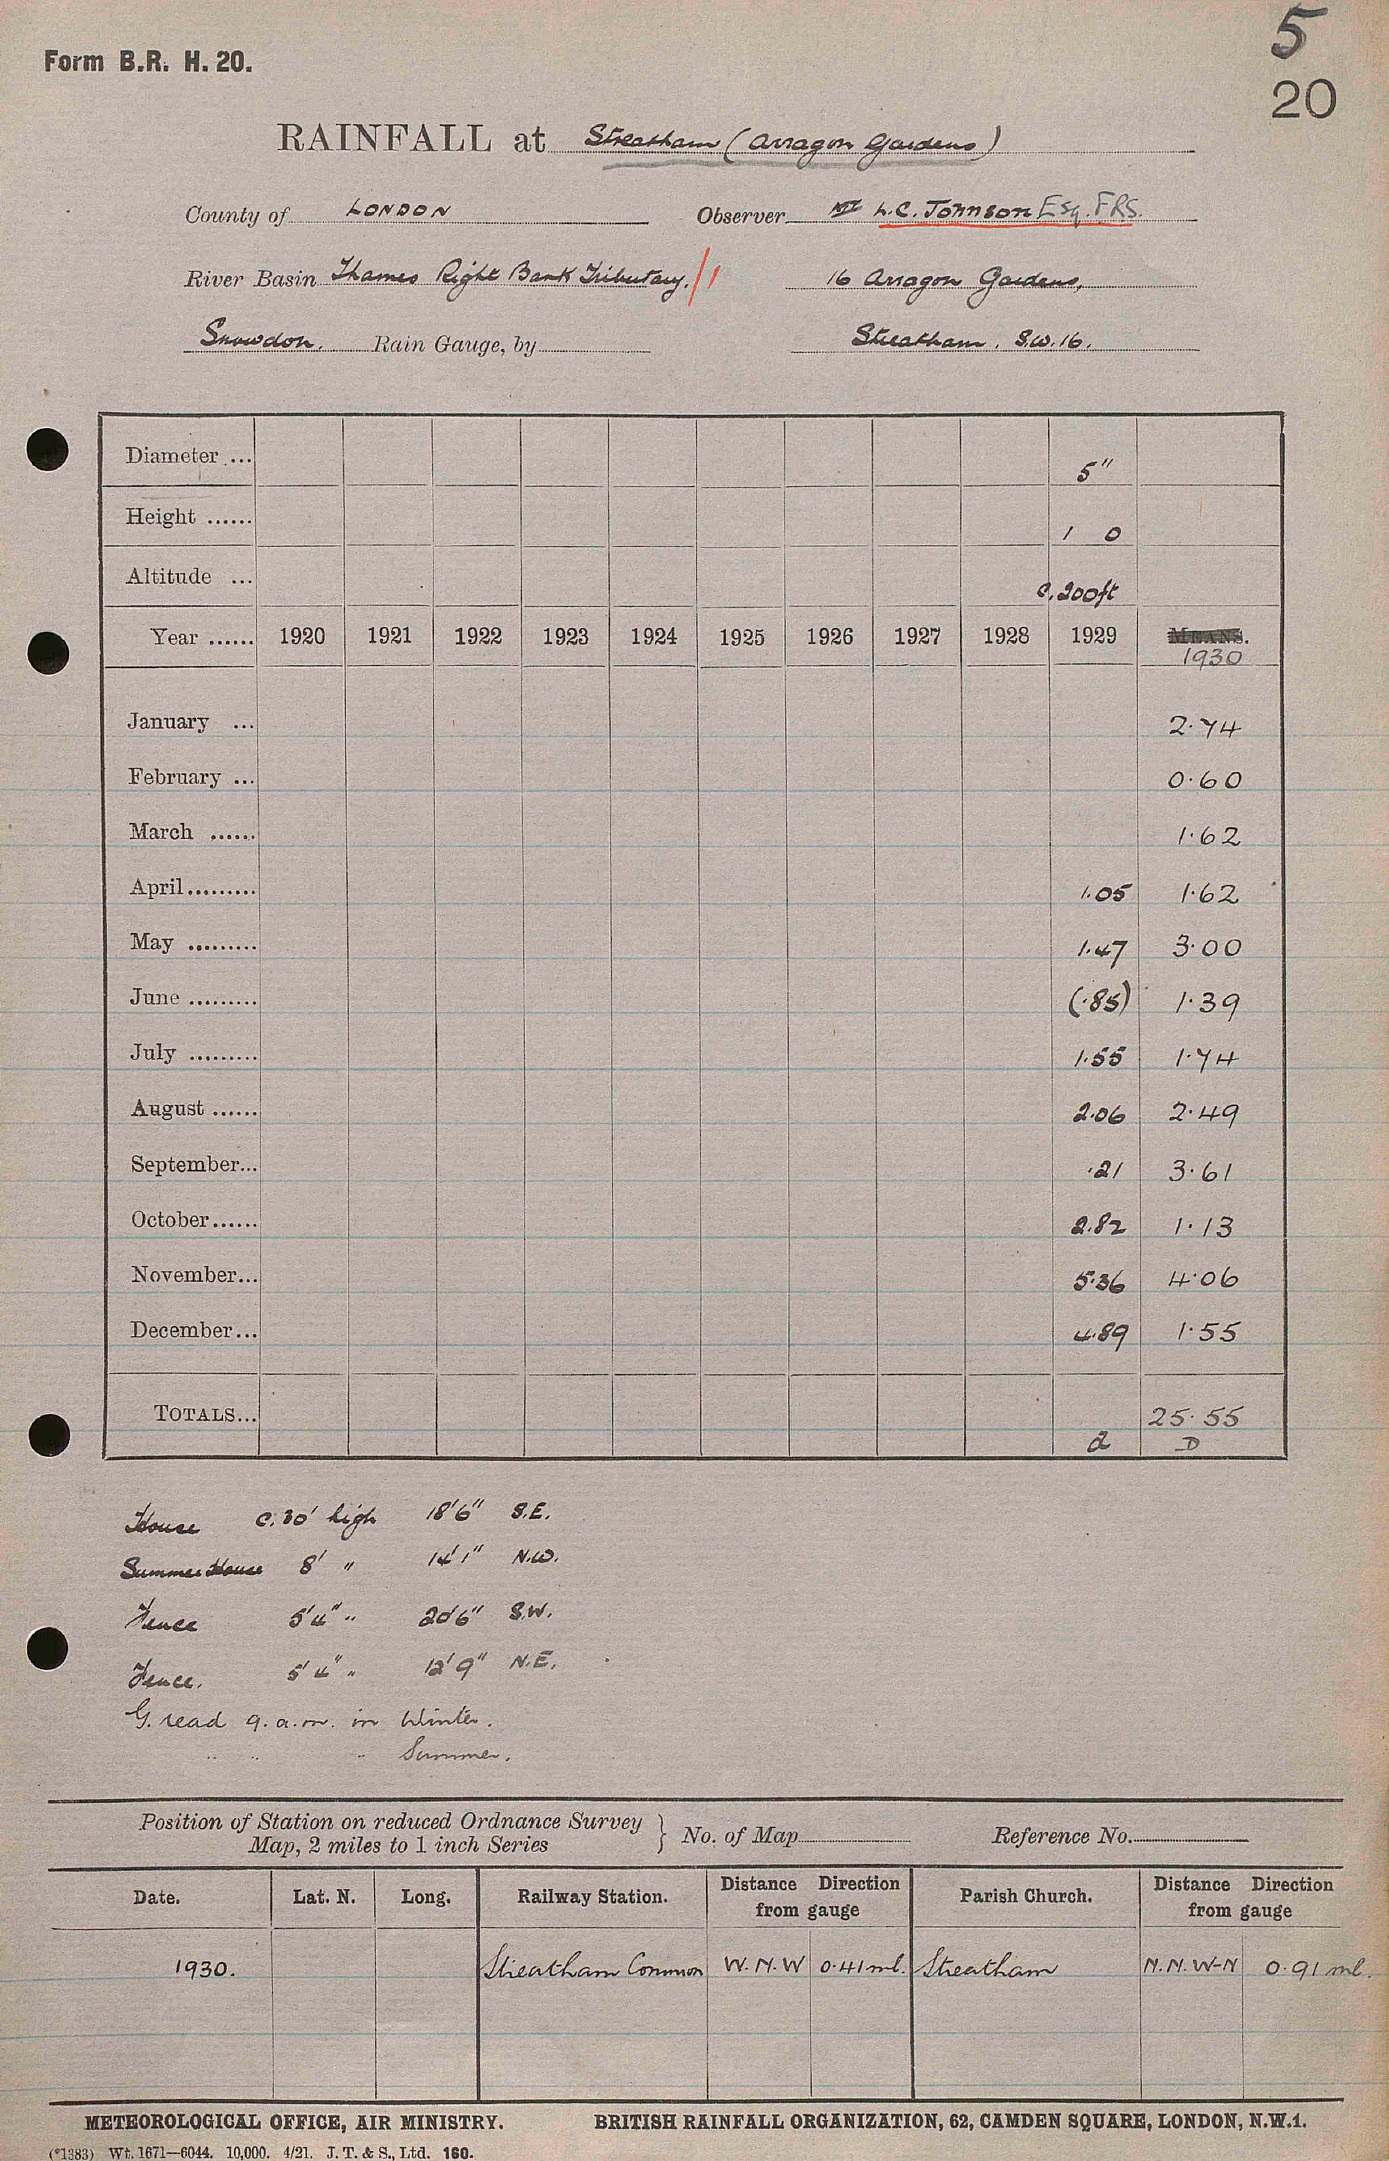 5
Form B.R. H. 20.
20
RAINFALL at Streatham (Arragon Gardens)
County of LONDON Observer Mr L.C. Johnson Esq. FRS.
River Basin Thames Right Bank Tributary. /1 16 Arragon Gardens,
Snowdon. Rain Gauge, by Streatham. S.W.16.
Diameter ... 5"
Height ...... 1 0
Altitude ... c.200ft
Year ...... 1920 1921 1922 1923 1924 1925 1926 1927 1928 1929 MEANS.
1930
January ... 2.74
February ... 0.60
March ...... 1.62
April......... 1.05 1.62
May ......... 1.47 3.00
June ......... (.85) 1.39
July ......... 1.55 1.74
August ...... 2.06 2.49
September... .21 3.61
October...... 2.82 1.13
November... 5.36 4.06
December... 4.89 1.55
TOTALS... 25.55
2 D
House c.30' high 18'6" S.E.
Summer House 8' " 14'1" N.W.
Fence 5'4" " 20'6" S.W.
Fence. 5'4" " 12'9" N.E.
G. read 9.a.m. in Winter.
" " " Summer.
Position of Station on reduced Ordnance Survey
Map, 2 miles to 1 inch Series } No. of Map Reference No.
Date. Lat. N. Long. Railway Station. Distance Direction from gauge Parish Church. Distance Direction from gauge
1930. Streatham Common W.N.W 0.41ml. Streatham N.N.W-N 0.91ml.
METEOROLOGICAL OFFICE, AIR MINISTRY. BRITISH RAINFALL ORGANIZATION, 62, CAMDEN SQUARE, LONDON, N.W.1.
(*1383) Wt. 1671—6044. 10,000. 4/21. J. T. & S., Ltd. 160.